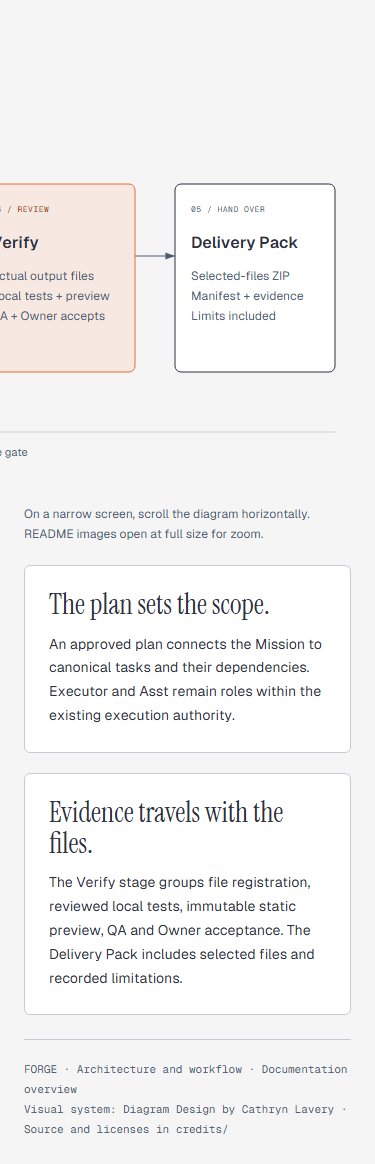 / REVIEW
05 / HAND OVER
erify
Delivery Pack
ctual output files
Selected-files ZIP
ocal tests + preview
Manifest + evidence
A + Owner accepts
Limits included
gate
On a narrow screen, scroll the diagram horizontally.
README images open at full size for zoom.
The plan sets the scope.
An approved plan connects the Mission to
canonical tasks and their dependencies.
Executor and Asst remain roles within the
existing execution authority.
Evidence travels with the
files.
The Verify stage groups file registration,
reviewed local tests, immutable static
preview, QA and Owner acceptance. The
Delivery Pack includes selected files and
recorded limitations.
FORGE · Architecture and workflow · Documentation
overview
Visual system: Diagram Design by Cathryn Lavery ·
Source and licenses in credits/